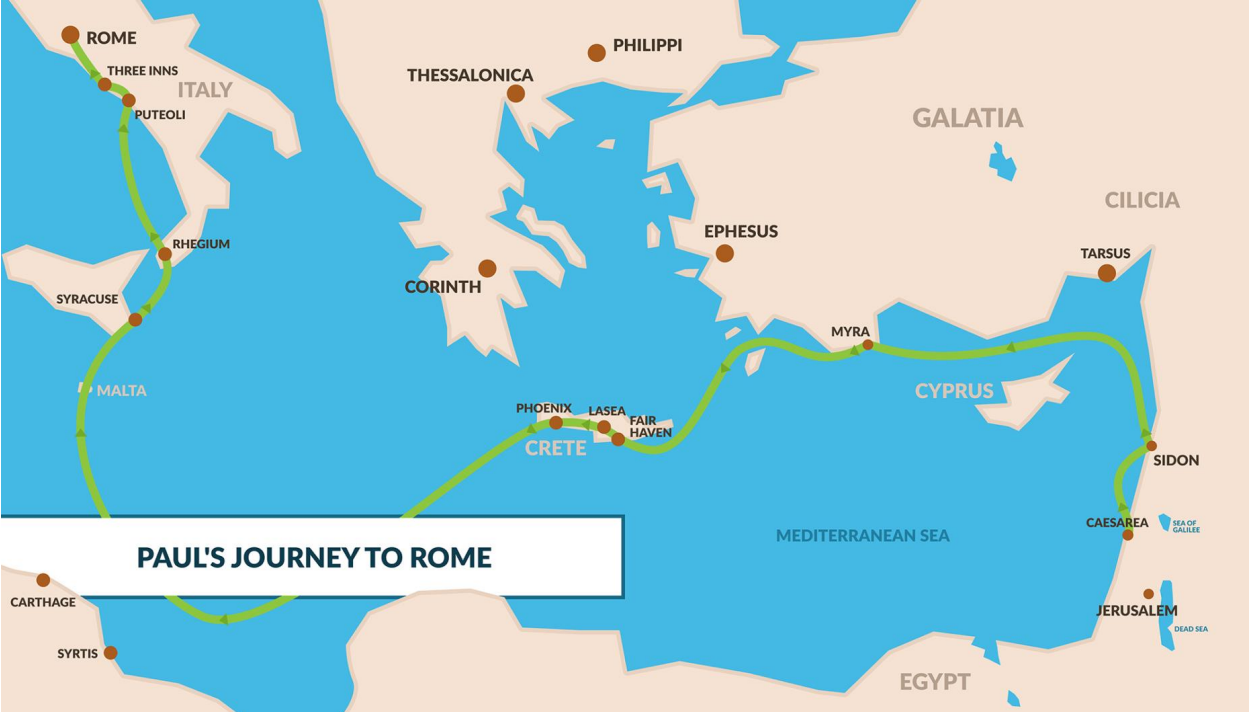 ROME
PHILIPPI
THREE INNS
THESSALONICA
ITALY
PUTEOLI
GALATIA
CILICIA
EPHESUS
RHEGIUM
TARSUS
CORINTH
SYRACUSE
MYRA
MALTA
CYPRUS
PHOENIX
LASEA
FAIR
HAVEN
CRETE
SIDON
CAESAREA
SEA OF
GALILEE
MEDITERRANEAN SEA
PAUL'S JOURNEY TO ROME
CARTHAGE
JERUSALEM
DEAD SEA
SYRTIS
EGYPT